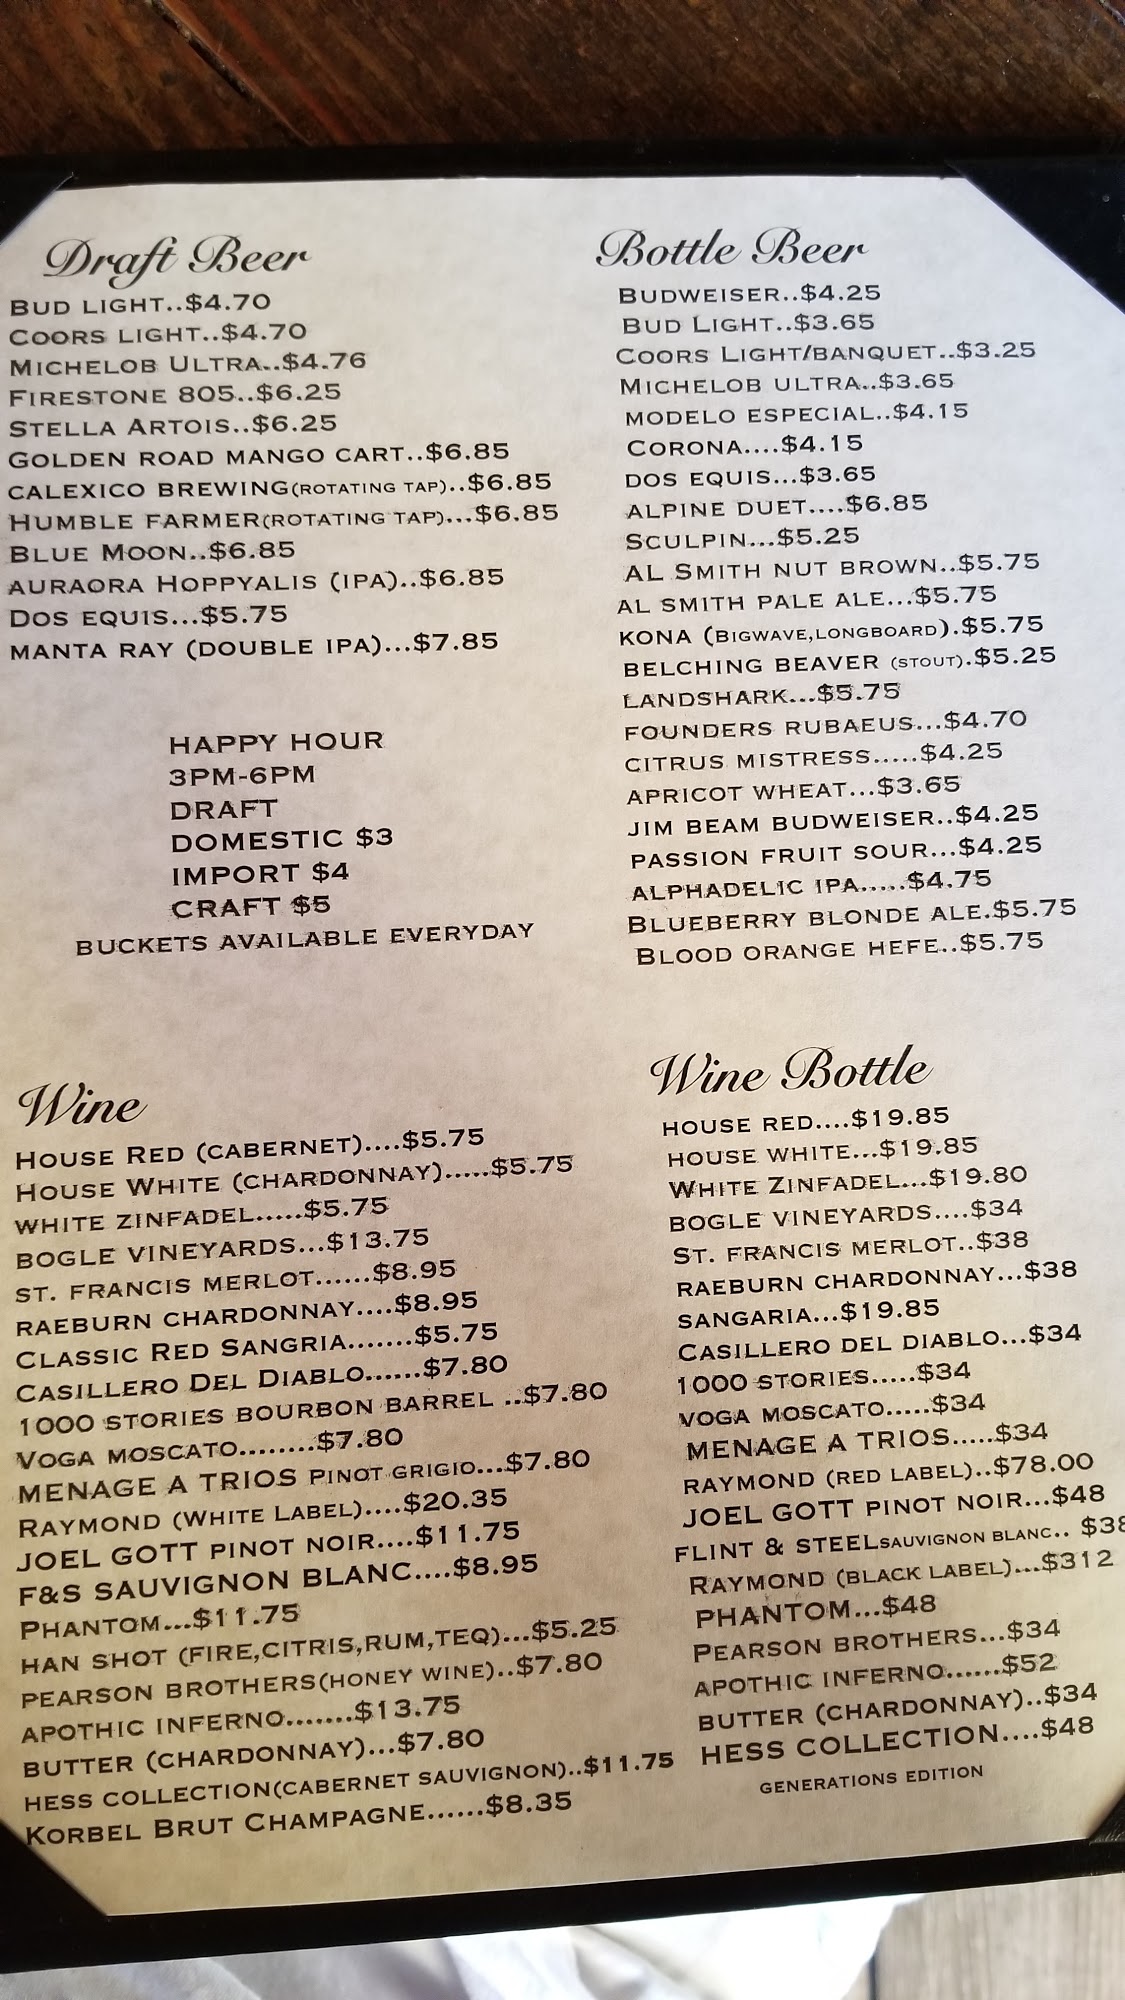 Draft Beer
BUD LIGHT..$4.70
COORS LIGHT..$4.70
MICHELOB ULTRA..$4.76
FIRESTONE 805..$6.25
STELLA ARTOIS..$6.25
GOLDEN ROAD MANGO CART..$6.85
CALEXICO BREWING(ROTATING TAP)..$6.85
HUMBLE FARMER(ROTATING TAP)...$6.85
BLUE MOON..$6.85
AURAORA HOPPYALIS (IPA)..$6.85
DOS EQUIS...$5.75
MANTA RAY (DOUBLE IPA)...$7.85
HAPPY HOUR
3PM-6PM
DRAFT
DOMESTIC $3
IMPORT $4
CRAFT $5
BUCKETS AVAILABLE EVERYDAY
Bottle Beer
BUDWEISER..$4.25
BUD LIGHT..$3.65
COORS LIGHT/BANQUET..$3.25
MICHELOB ULTRA..$3.65
MODELO ESPECIAL..$4.15
CORONA....$4.15
DOS EQUIS...$3.65
ALPINE DUET....$6.85
SCULPIN...$5.25
AL SMITH NUT BROWN..$5.75
AL SMITH PALE ALE...$5.75
KONA (BIGWAVE,LONGBOARD).$5.75
BELCHING BEAVER (STOUT).$5.25
LANDSHARK...$5.75
FOUNDERS RUBAEUS...$4.70
CITRUS MISTRESS.....$4.25
APRICOT WHEAT...$3.65
JIM BEAM BUDWEISER..$4.25
PASSION FRUIT SOUR...$4.25
ALPHADELIC IPA.....$4.75
BLUEBERRY BLONDE ALE.$5.75
BLOOD ORANGE HEFE..$5.75
Wine
HOUSE RED (CABERNET)....$5.75
HOUSE WHITE (CHARDONNAY).....$5.75
WHITE ZINFADEL.....$5.75
BOGLE VINEYARDS...$13.75
ST. FRANCIS MERLOT......$8.95
RAEBURN CHARDONNAY....$8.95
CLASSIC RED SANGRIA.......$5.75
CASILLERO DEL DIABLO......$7.80
1000 STORIES BOURBON BARREL ..$7.80
VOGA MOSCATO........$7.80
MENAGE A TRIOS PINOT GRIGIO...$7.80
RAYMOND (WHITE LABEL)....$20.35
JOEL GOTT PINOT NOIR....$11.75
F&S SAUVIGNON BLANC....$8.95
PHANTOM...$11.75
HAN SHOT (FIRE,CITRIS,RUM,TEQ)...$5.25
PEARSON BROTHERS(HONEY WINE)..$7.80
APOTHIC INFERNO.......$13.75
BUTTER (CHARDONNAY)...$7.80
HESS COLLECTION(CABERNET SAUVIGNON)..$11.75
KORBEL BRUT CHAMPAGNE......$8.35
Wine Bottle
HOUSE RED....$19.85
HOUSE WHITE...$19.85
WHITE ZINFADEL...$19.80
BOGLE VINEYARDS....$34
ST. FRANCIS MERLOT..$38
RAEBURN CHARDONNAY...$38
SANGARIA...$19.85
CASILLERO DEL DIABLO...$34
1000 STORIES.....$34
VOGA MOSCATO.....$34
MENAGE A TRIOS.....$34
RAYMOND (RED LABEL)..$78.00
JOEL GOTT PINOT NOIR...$48
FLINT & STEELSAUVIGNON BLANC.. $38
RAYMOND (BLACK LABEL)...$312
PHANTOM...$48
PEARSON BROTHERS...$34
APOTHIC INFERNO......$52
BUTTER (CHARDONNAY)..$34
HESS COLLECTION....$48
GENERATIONS EDITION